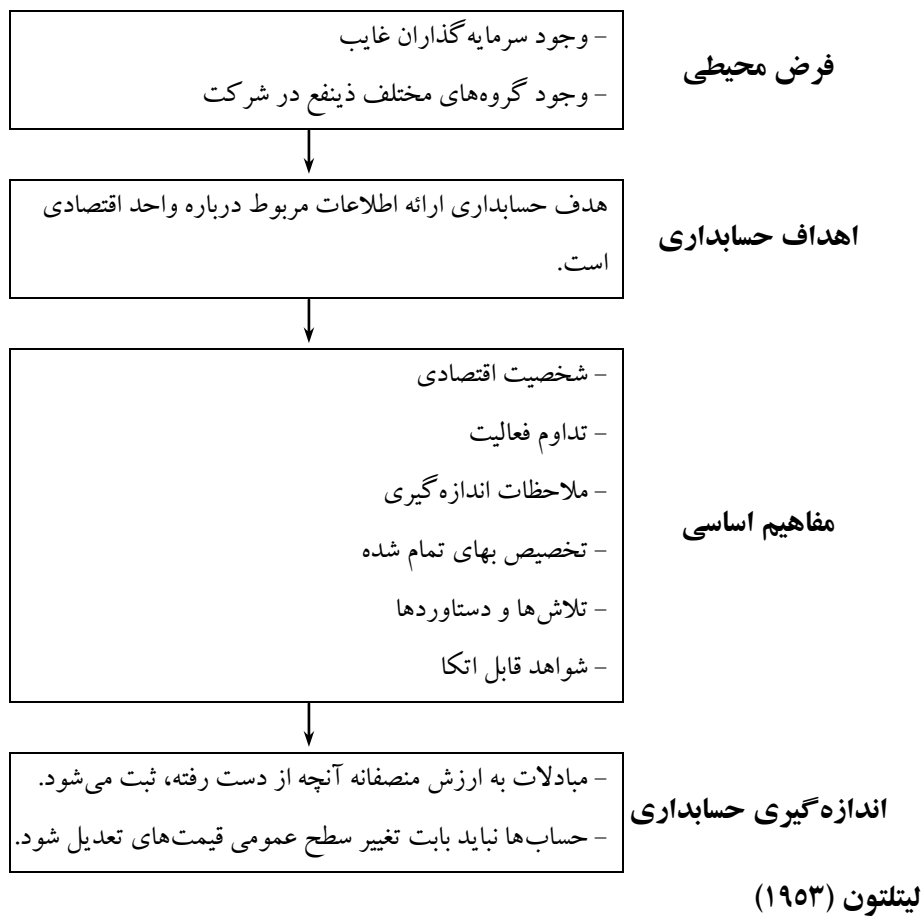 فرض محیطی
– وجود سرمایه‌گذاران غایب
– وجود گروه‌های مختلف ذینفع در شرکت
اهداف حسابداری
هدف حسابداری ارائه اطلاعات مربوط درباره واحد اقتصادی
است.
مفاهیم اساسی
– شخصیت اقتصادی
– تداوم فعالیت
– ملاحظات اندازه‌گیری
– تخصیص بهای تمام شده
– تلاش‌ها و دستاوردها
– شواهد قابل اتکا
اندازه‌گیری حسابداری
– مبادلات به ارزش منصفانه آنچه از دست رفته، ثبت می‌شود.
– حساب‌ها نباید بابت تغییر سطح عمومی قیمت‌های تعدیل شود.
لیتلتون (۱۹۵۳)